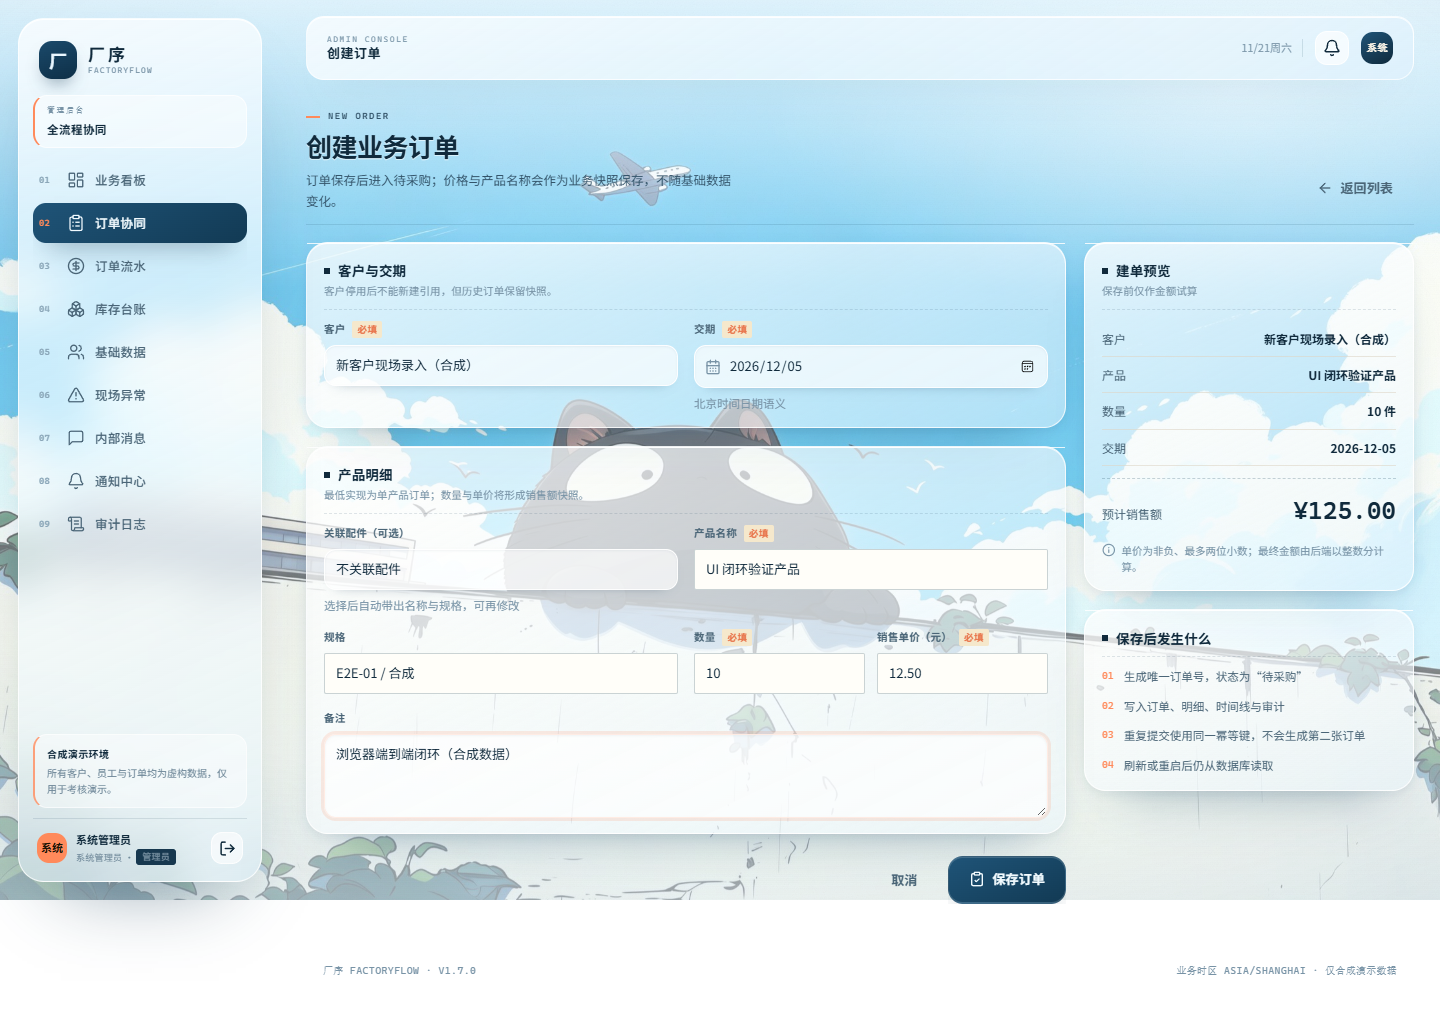 厂
厂序
FACTORYFLOW
管理后台
全流程协同
01 业务看板
02 订单协同
03 订单流水
04 库存台账
05 基础数据
06 现场异常
07 内部消息
08 通知中心
09 审计日志
合成演示环境
所有客户、员工与订单均为虚构数据，仅
用于考核演示。
系统
系统管理员
系统管理员 · 管理员
ADMIN CONSOLE
创建订单
11/21周六
系统
NEW ORDER
创建业务订单
订单保存后进入待采购；价格与产品名称会作为业务快照保存，不随基础数据
变化。
返回列表
客户与交期
客户停用后不能新建引用，但历史订单保留快照。
客户 必填
新客户现场录入（合成）
交期 必填
2026/12/05
北京时间日期语义
产品明细
最低实现为单产品订单；数量与单价将形成销售额快照。
关联配件（可选）
不关联配件
选择后自动带出名称与规格，可再修改
产品名称 必填
UI 闭环验证产品
规格
E2E-01 / 合成
数量 必填
10
销售单价（元） 必填
12.50
备注
浏览器端到端闭环（合成数据）
取消
保存订单
建单预览
保存前仅作金额试算
客户 新客户现场录入（合成）
产品 UI 闭环验证产品
数量 10 件
交期 2026-12-05
预计销售额 ¥125.00
单价为非负、最多两位小数；最终金额由后端以整数分计
算。
保存后发生什么
01 生成唯一订单号，状态为“待采购”
02 写入订单、明细、时间线与审计
03 重复提交使用同一幂等键，不会生成第二张订单
04 刷新或重启后仍从数据库读取
厂序 FACTORYFLOW · V1.7.0
业务时区 ASIA/SHANGHAI · 仅合成演示数据